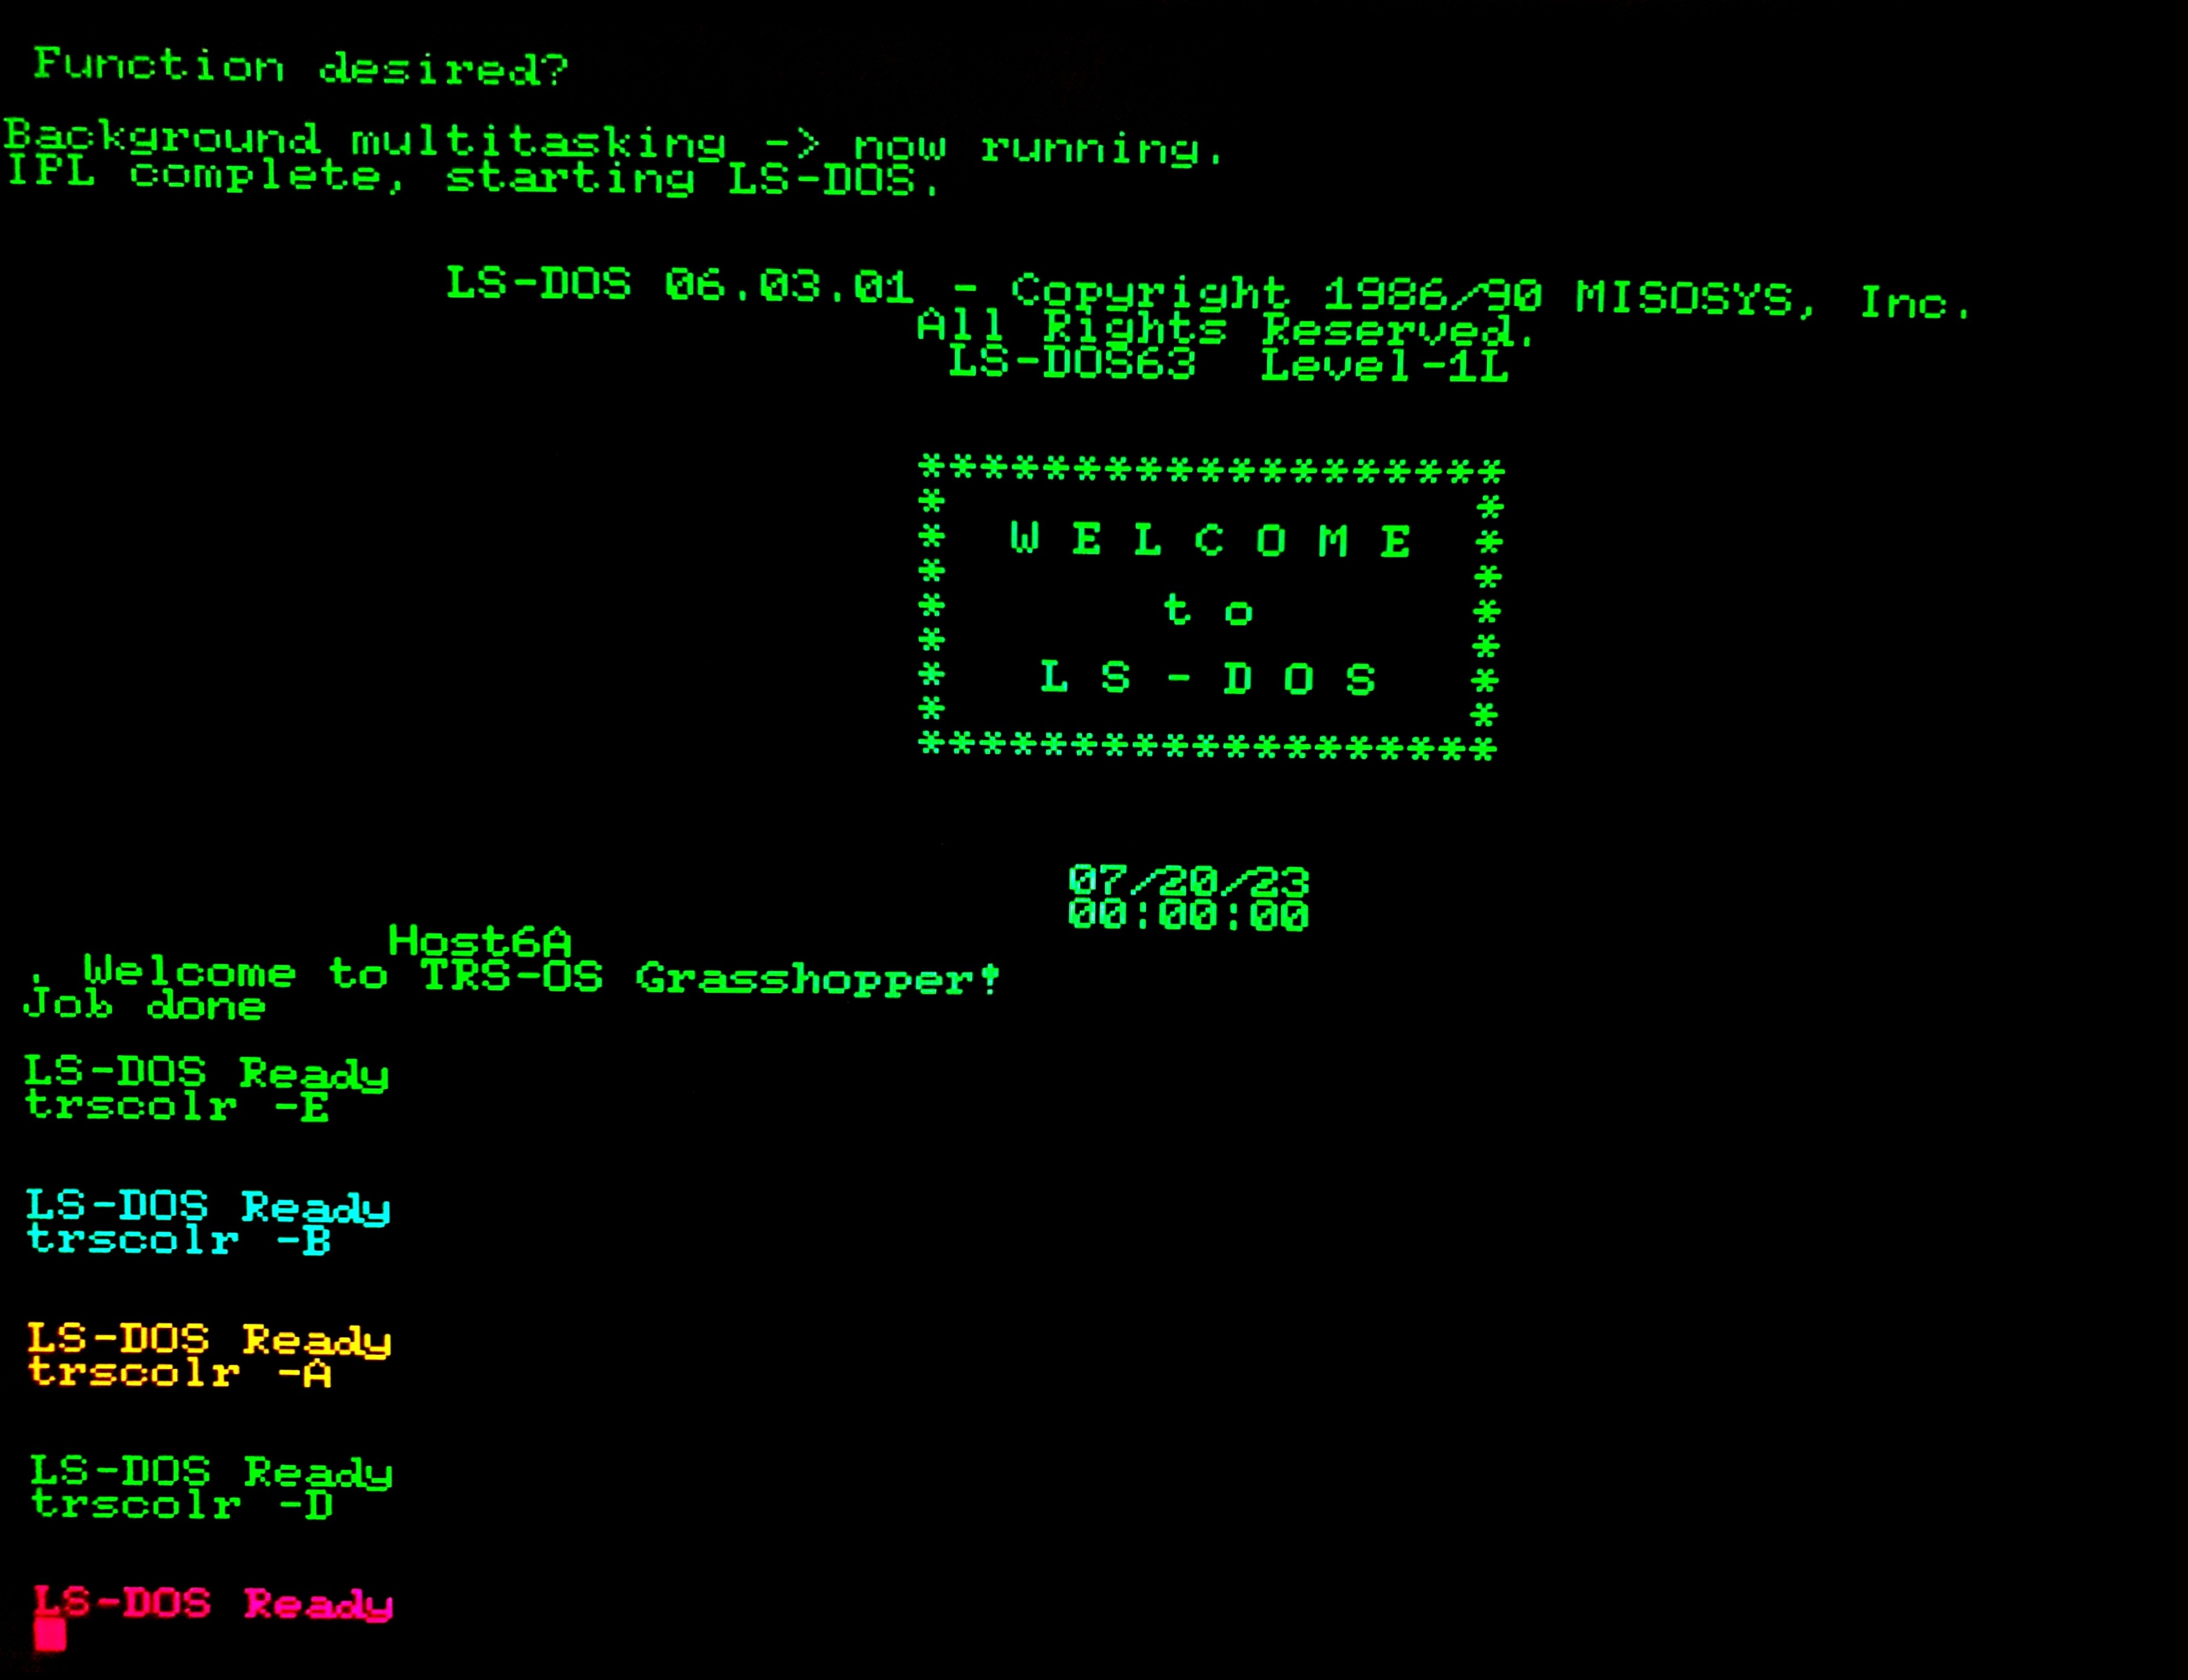 Function desired?
Background multitasking -> now running.
IPL complete, starting LS-DOS.
LS-DOS 06.03.01 - Copyright 1986/90 MISOSYS, Inc.
All Rights Reserved.
LS-DOS63 Level-1L
*******************
* *
* W E L C O M E *
* *
* t o *
* *
* L S - D O S *
* *
*******************
07/20/23
00:00:00
Host6A
. Welcome to TRS-OS Grasshopper!
Job done
LS-DOS Ready
trscolr -E
LS-DOS Ready
trscolr -B
LS-DOS Ready
trscolr -A
LS-DOS Ready
trscolr -D
LS-DOS Ready